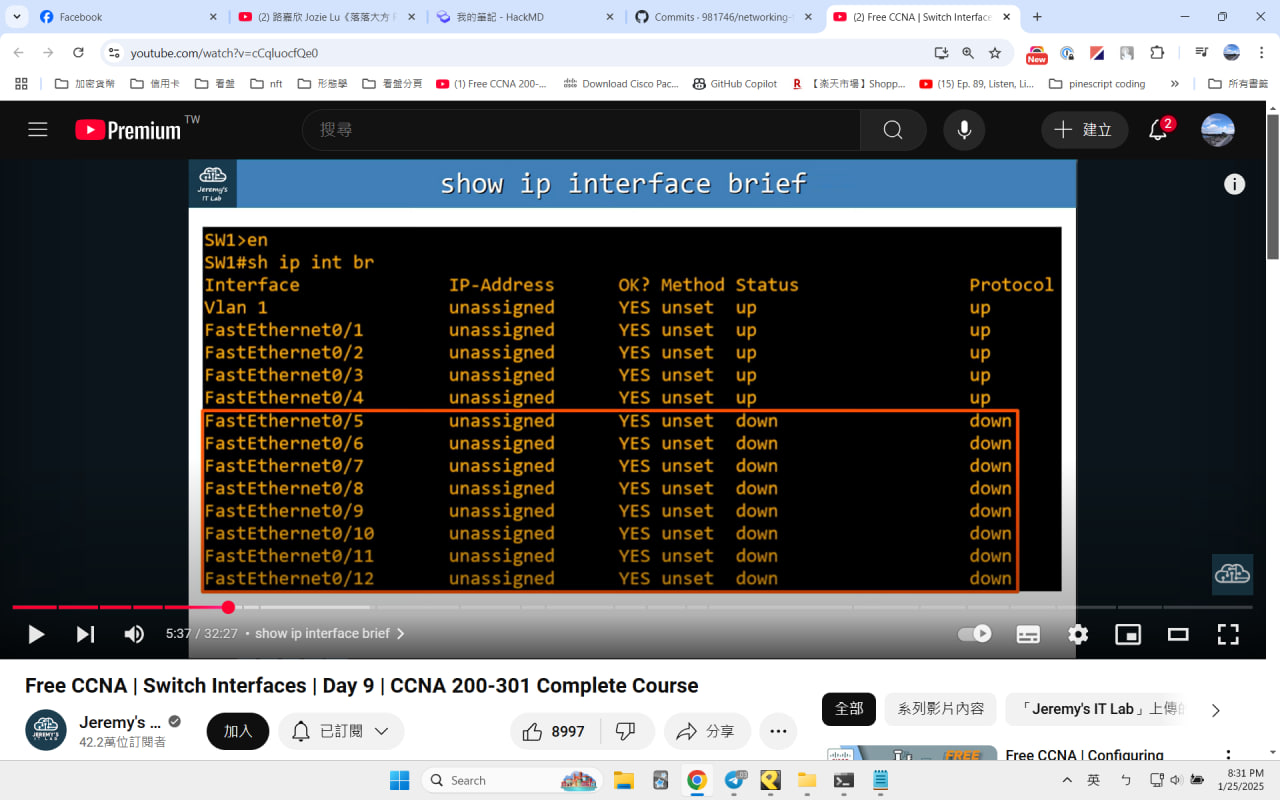 Facebook
(2) 路嘉欣 Jozie Lu《落落大方 F
我的筆記 - HackMD
Commits · 981746/networking-
(2) Free CCNA | Switch Interface
youtube.com/watch?v=cCqluocfQe0
New
加密貨幣
信用卡
看盤
nft
形態學
看盤分頁
(1) Free CCNA 200-...
Download Cisco Pac...
GitHub Copilot
【楽天市場】Shopp...
(15) Ep. 89, Listen, Li...
pinescript coding
»
所有書籤
Premium TW
搜尋
建立
2
Jeremy's
IT Lab
show ip interface brief
SW1>en
SW1#sh ip int br
Interface IP-Address OK? Method Status Protocol
Vlan 1 unassigned YES unset up up
FastEthernet0/1 unassigned YES unset up up
FastEthernet0/2 unassigned YES unset up up
FastEthernet0/3 unassigned YES unset up up
FastEthernet0/4 unassigned YES unset up up
FastEthernet0/5 unassigned YES unset down down
FastEthernet0/6 unassigned YES unset down down
FastEthernet0/7 unassigned YES unset down down
FastEthernet0/8 unassigned YES unset down down
FastEthernet0/9 unassigned YES unset down down
FastEthernet0/10 unassigned YES unset down down
FastEthernet0/11 unassigned YES unset down down
FastEthernet0/12 unassigned YES unset down down
5:37 / 32:27 • show ip interface brief
Free CCNA | Switch Interfaces | Day 9 | CCNA 200-301 Complete Course
Jeremy's ...
42.2萬位訂閱者
加入
已訂閱
8997
分享
全部
系列影片內容
「Jeremy's IT Lab」上傳的
FREE
Free CCNA | Configuring
Search
英
ㄅ
8:31 PM
1/25/2025